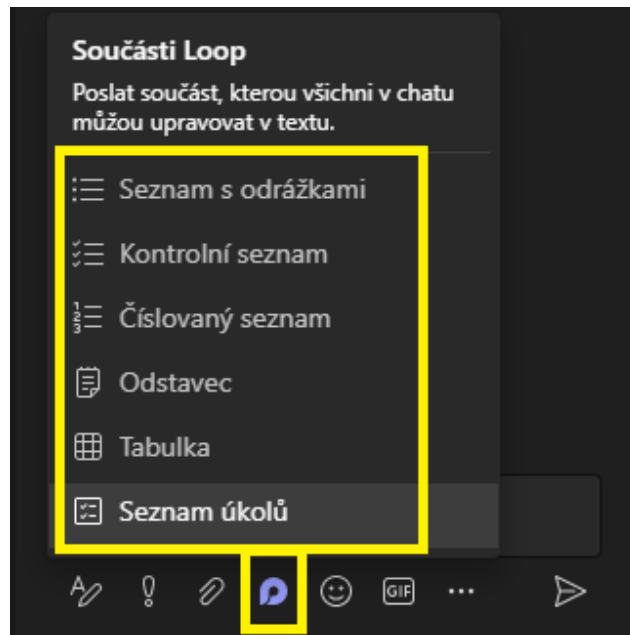 Součásti Loop
Poslat součást, kterou všichni v chatu
můžou upravovat v textu.
Seznam s odrážkami
Kontrolní seznam
Číslovaný seznam
Odstavec
Tabulka
Seznam úkolů
GIF